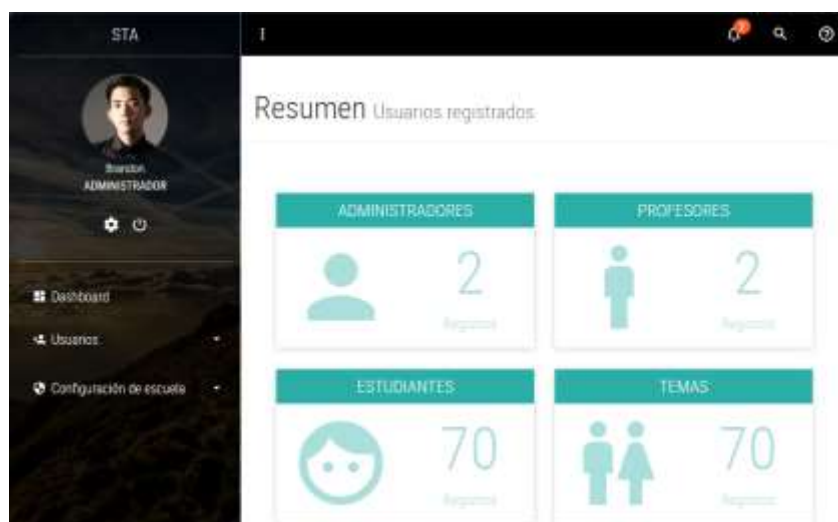 STA
Brandon
ADMINISTRADOR
Dashboard
Usuarios
Configuración de escuela
Resumen Usuarios registrados
ADMINISTRADORES
2
Registros
PROFESORES
2
Registros
ESTUDIANTES
70
Registros
TEMAS
70
Registros